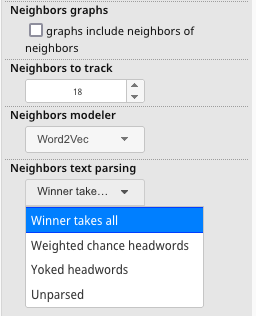 Neighbors graphs
graphs include neighbors of
neighbors
Neighbors to track
18
Neighbors modeler
Word2Vec
Neighbors text parsing
Winner take...
Winner takes all
Weighted chance headwords
Yoked headwords
Unparsed